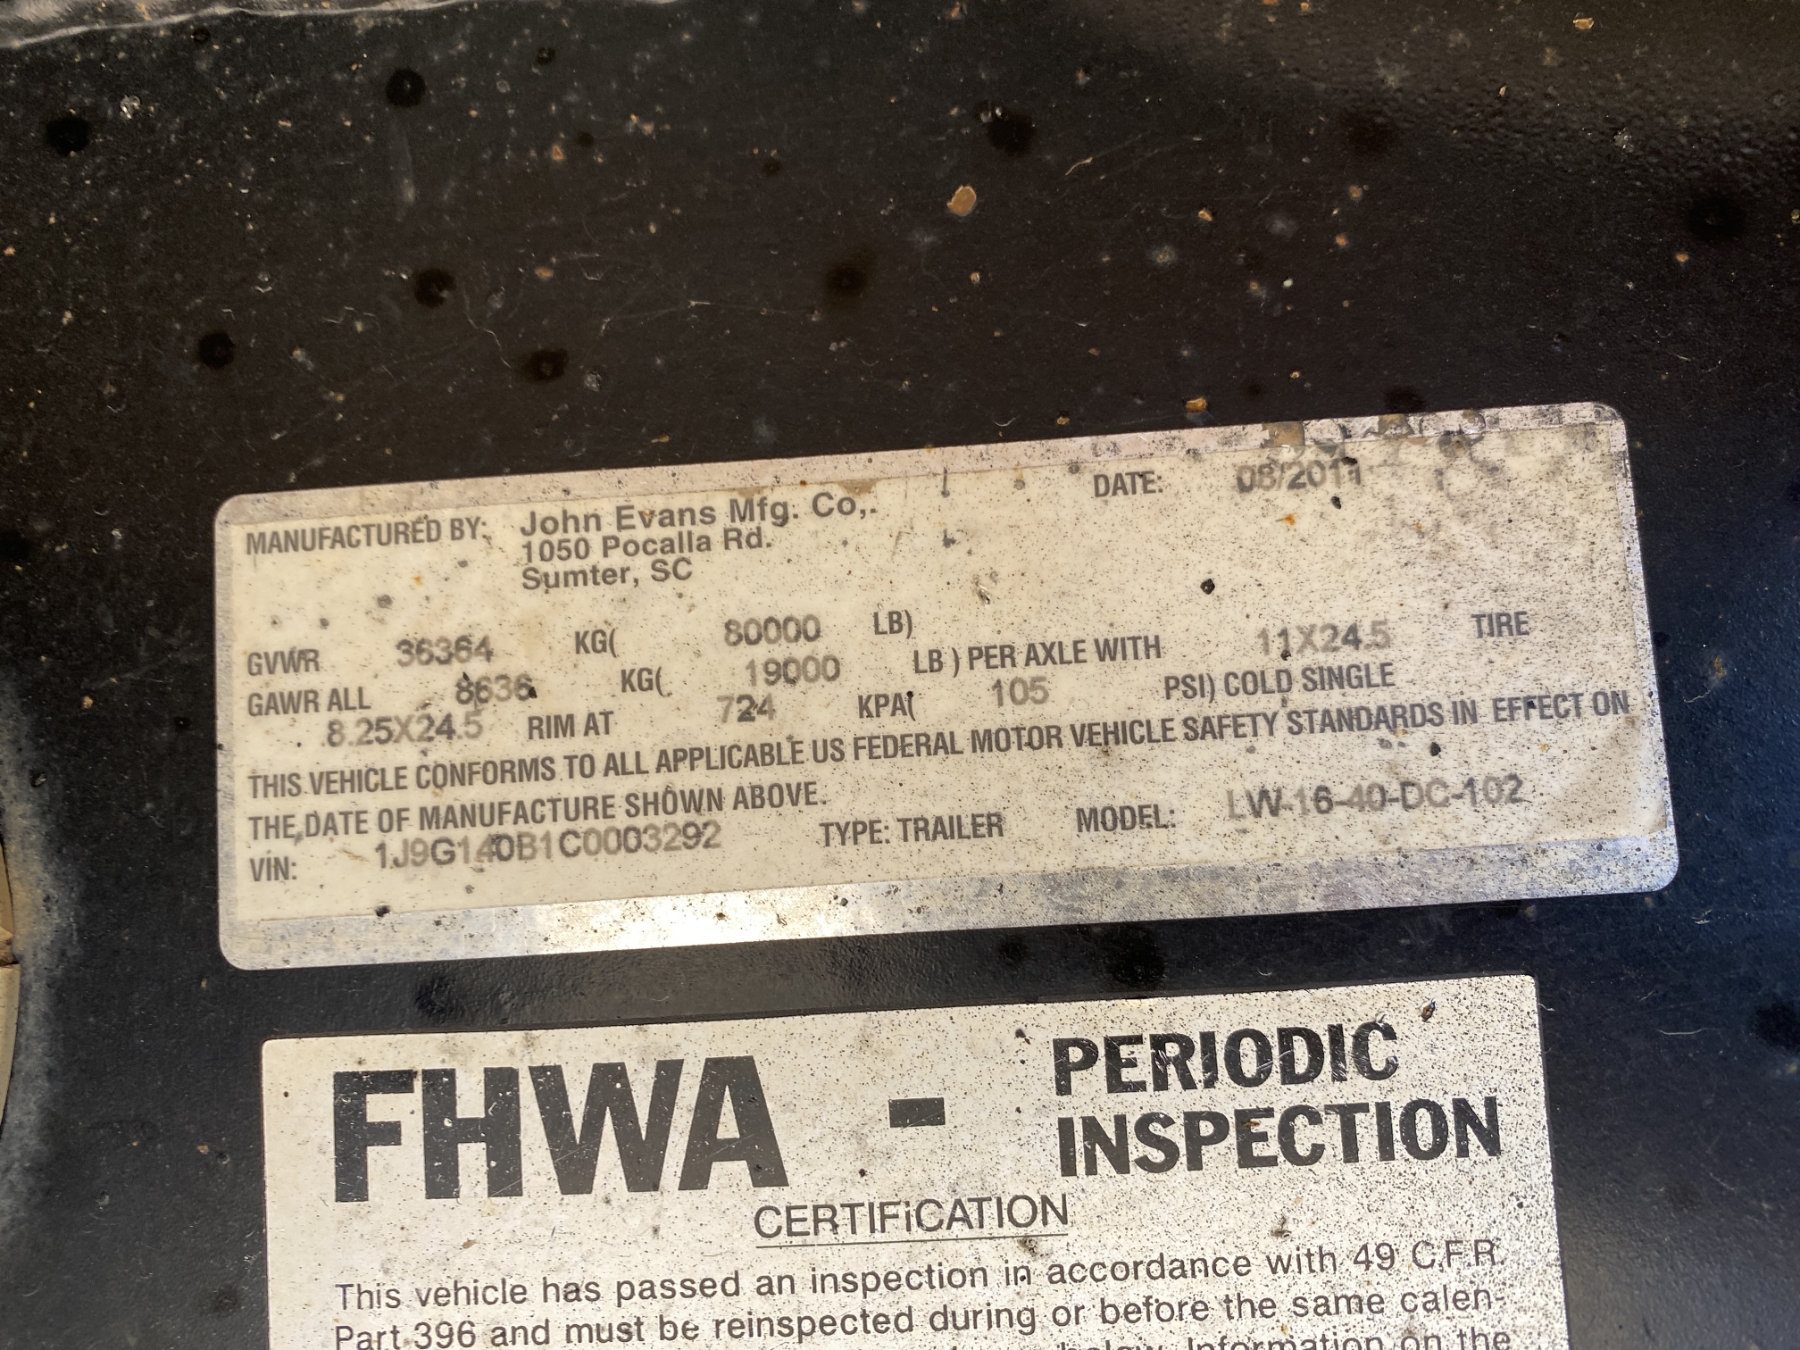 MANUFACTURED BY: John Evans Mfg. Co,. DATE: 08/2011
1050 Pocalla Rd.
Sumter, SC
GVWR 36364 KG( 80000 LB)
GAWR ALL 8636 KG( 19000 LB ) PER AXLE WITH 11X24.5 TIRE
8.25X24.5 RIM AT 724 KPA( 105 PSI) COLD SINGLE
THIS VEHICLE CONFORMS TO ALL APPLICABLE US FEDERAL MOTOR VEHICLE SAFETY STANDARDS IN EFFECT ON
THE DATE OF MANUFACTURE SHOWN ABOVE.
VIN: 1J9G140B1C0003292 TYPE: TRAILER MODEL: LW-16-40-DC-102
FHWA - PERIODIC
INSPECTION
CERTIFiCATION
This vehicle has passed an inspection in accordance with 49 C.F.R.
Part 396 and must be reinspected during or before the same calen-
below. Information on the